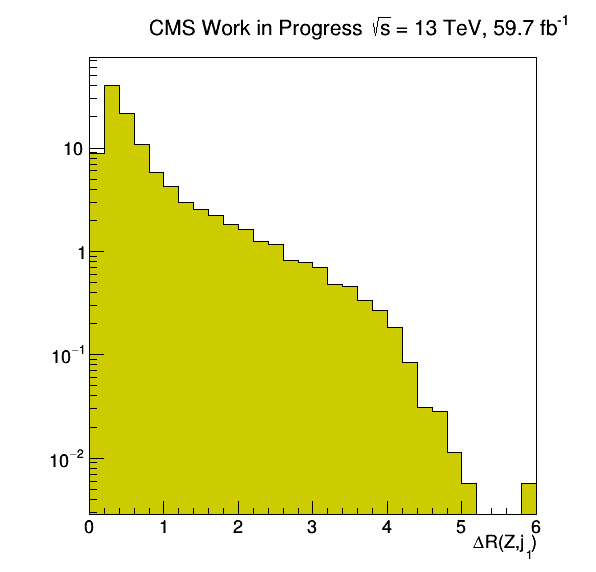 CMS Work in Progress √s = 13 TeV, 59.7 fb⁻¹
10
1
10⁻¹
10⁻²
0 1 2 3 4 5 6
ΔR(Z,j₁)